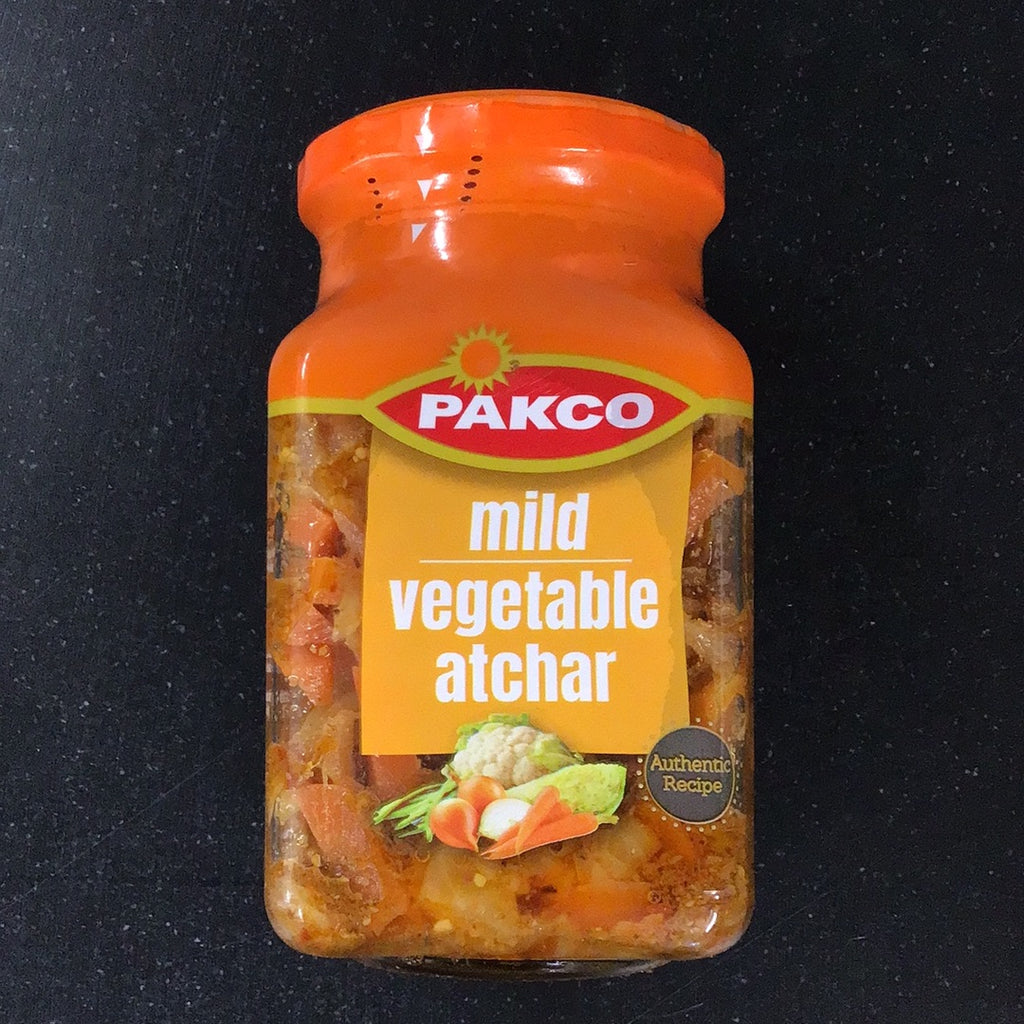 PAKCO
mild
vegetable
atchar
Authentic
Recipe